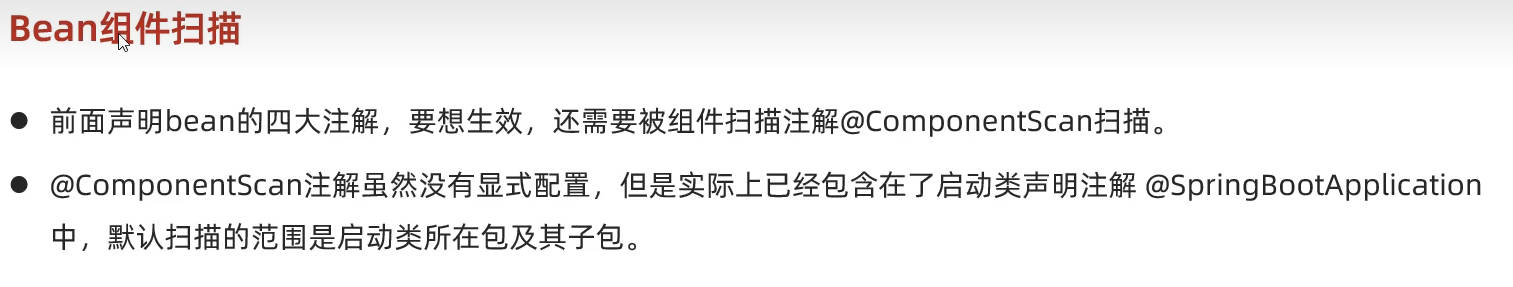 Bean组件扫描
● 前面声明bean的四大注解，要想生效，还需要被组件扫描注解@ComponentScan扫描。
● @ComponentScan注解虽然没有显式配置，但是实际上已经包含在了启动类声明注解 @SpringBootApplication
中，默认扫描的范围是启动类所在包及其子包。